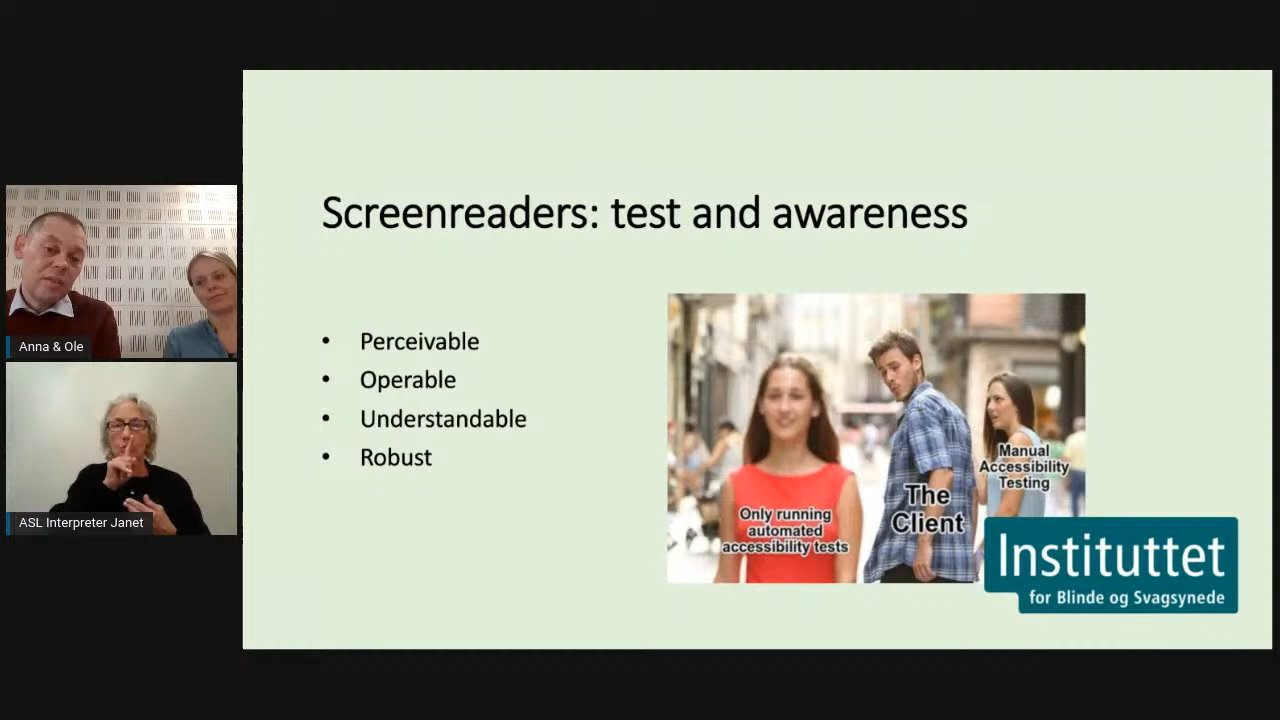 Screenreaders: test and awareness
• Perceivable
• Operable
• Understandable
• Robust
Only running
automated
accessibility tests
The
Client
Manual
Accessibility
Testing
Instituttet
for Blinde og Svagsynede
Anna & Ole
ASL Interpreter Janet